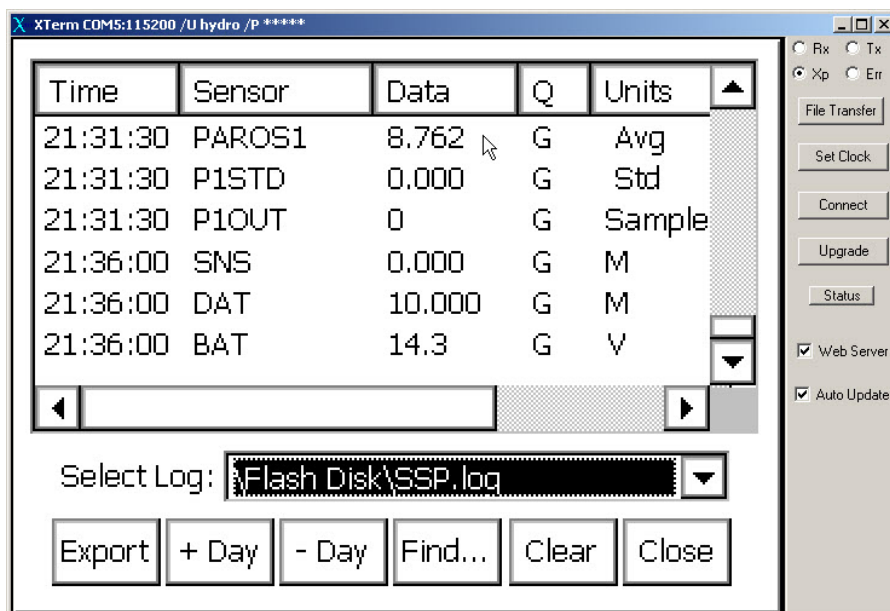 XTerm COM5:115200 /U hydro /P *****
Rx Tx
Xp Err
File Transfer
Set Clock
Connect
Upgrade
Status
Web Server
Auto Update
Time Sensor Data Q Units
21:31:30 PAROS1 8.762 G Avg
21:31:30 P1STD 0.000 G Std
21:31:30 P1OUT 0 G Sample
21:36:00 SNS 0.000 G M
21:36:00 DAT 10.000 G M
21:36:00 BAT 14.3 G V
Select Log: \Flash Disk\SSP.log
Export + Day - Day Find... Clear Close